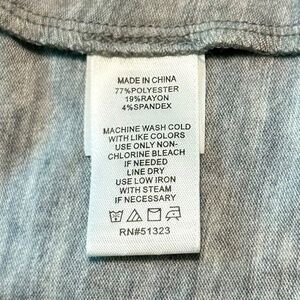 MADE IN CHINA
77%POLYESTER
19%RAYON
4%SPANDEX
MACHINE WASH COLD
WITH LIKE COLORS
USE ONLY NON-
CHLORINE BLEACH
IF NEEDED
LINE DRY
USE LOW IRON
WITH STEAM
IF NECESSARY
RN#51323